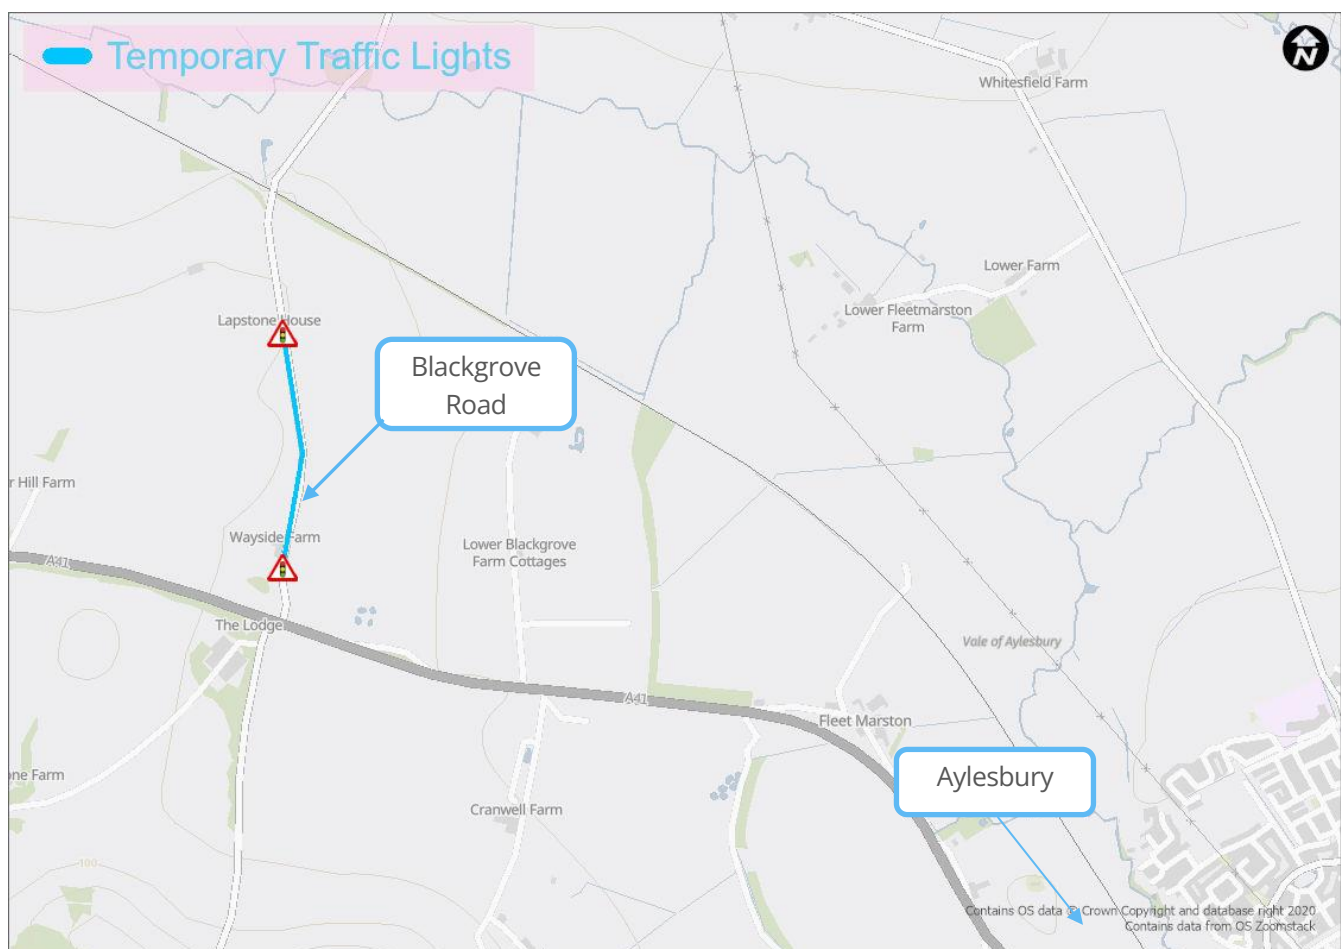 Temporary Traffic Lights
N
Whitesfield Farm
Lower Farm
Lower Fleetmarston
Farm
Lapstone House
Blackgrove
Road
r Hill Farm
Wayside Farm
Lower Blackgrove
Farm Cottages
A41
The Lodge
Vale of Aylesbury
A41
Fleet Marston
one Farm
Aylesbury
Cranwell Farm
100
Contains OS data © Crown Copyright and database right 2020
Contains data from OS Zoomstack